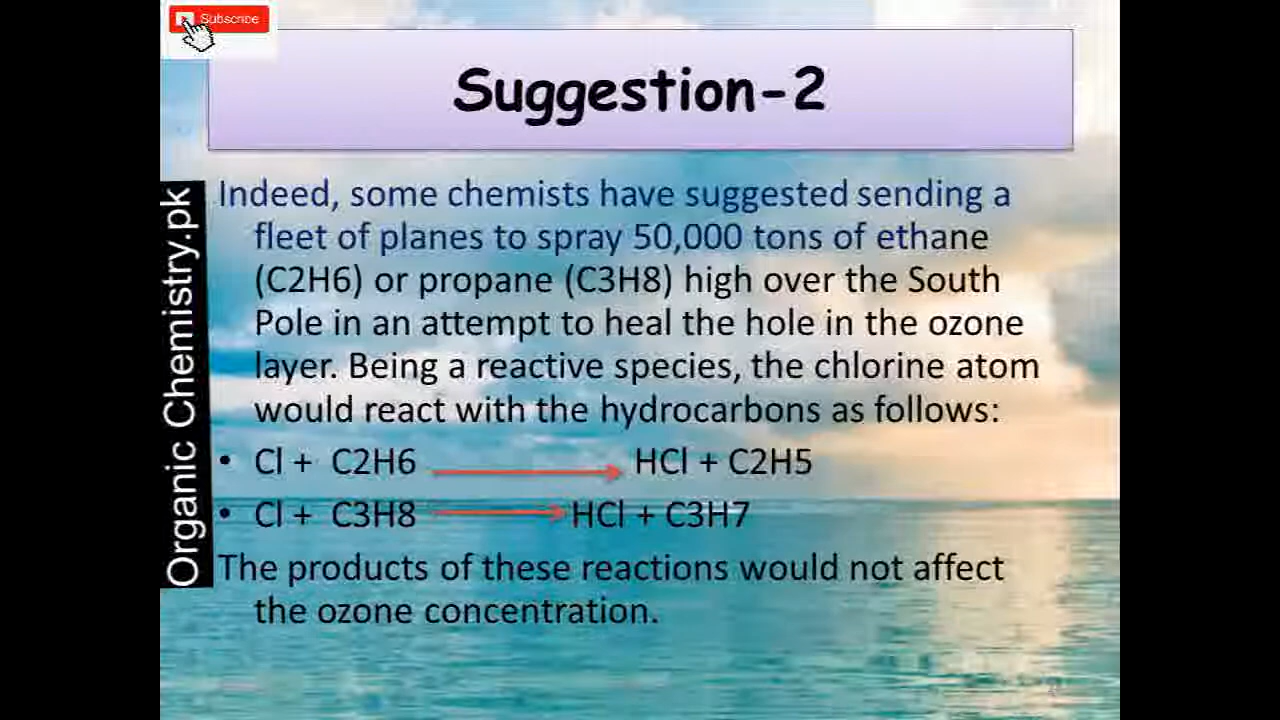 Subscribe
Suggestion-2
Organic Chemistry.pk
Indeed, some chemists have suggested sending a
fleet of planes to spray 50,000 tons of ethane
(C2H6) or propane (C3H8) high over the South
Pole in an attempt to heal the hole in the ozone
layer. Being a reactive species, the chlorine atom
would react with the hydrocarbons as follows:
• Cl + C2H6 → HCl + C2H5
• Cl + C3H8 → HCl + C3H7
The products of these reactions would not affect
the ozone concentration.